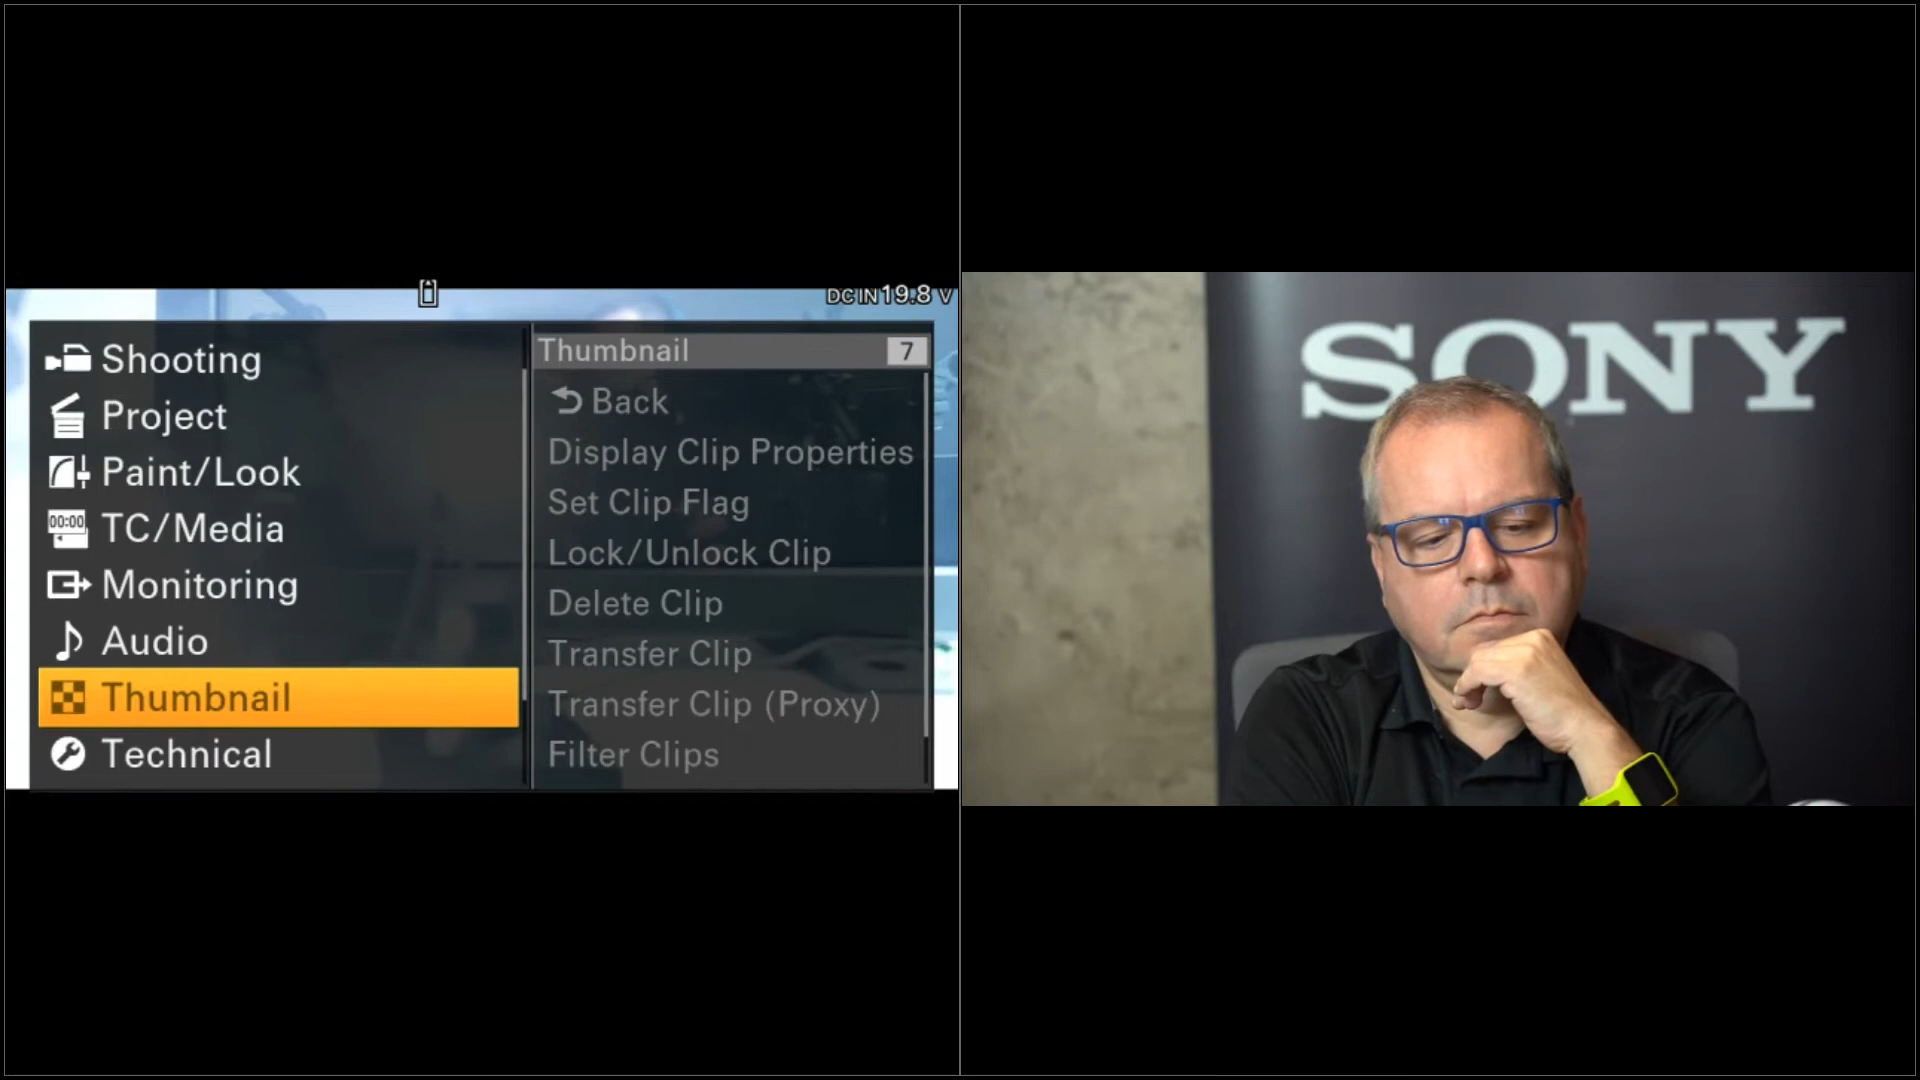 DC IN 19.8 V
Shooting
Project
Paint/Look
00:00
TC/Media
Monitoring
Audio
Thumbnail
Technical
Thumbnail 7
Back
Display Clip Properties
Set Clip Flag
Lock/Unlock Clip
Delete Clip
Transfer Clip
Transfer Clip (Proxy)
Filter Clips
SONY